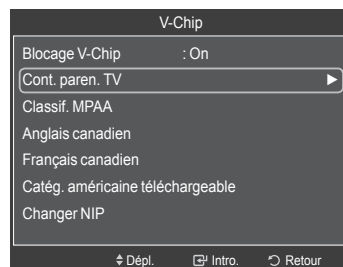 V-Chip
Blocage V-Chip : On
Cont. paren. TV ►
Classif. MPAA
Anglais canadien
Français canadien
Catég. américaine téléchargeable
Changer NIP
Dépl. Intro. Retour